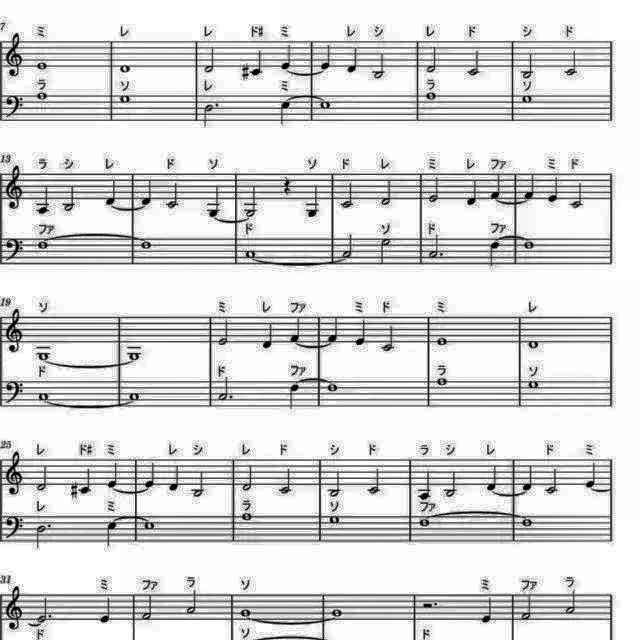 7 ミ レ レ ド# ミ レ シ レ ド シ ド
ラ ソ レ ミ ラ ソ
13 ラ シ レ ド ソ ソ ド レ ミ レ ファ ミ ド
ファ ド ソ ド ファ
19 ソ ミ レ ファ ミ ド ミ レ
ド ド ファ ラ ソ
25 レ ド# ミ レ シ レ ド シ ド ラ シ レ ド ミ
レ ミ ラ ソ ファ
31 ミ ファ ラ ソ ミ ファ ラ
ド ソ ド